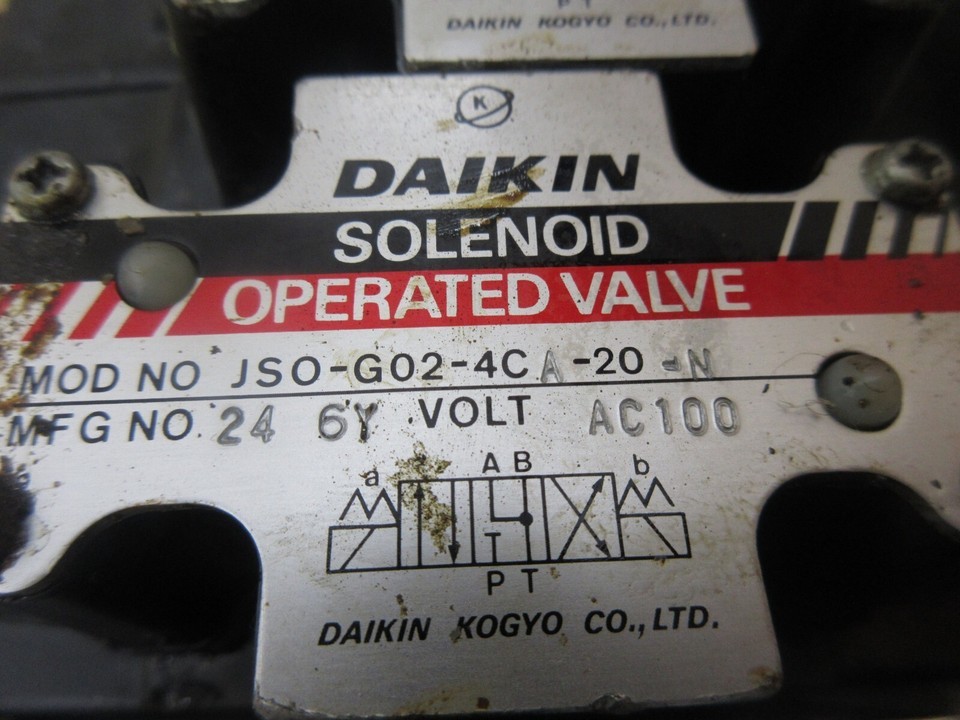 P T
DAIKIN KOGYO CO., LTD.
K
DAIKIN
SOLENOID
OPERATED VALVE
MOD NO JSO-G02-4CA-20-N
MFG NO. 24 6Y VOLT AC100
a A B b
P T
DAIKIN KOGYO CO., LTD.